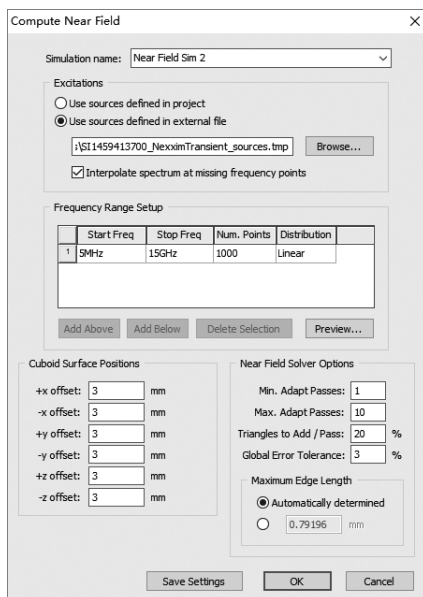 Compute Near Field
Simulation name: Near Field Sim 2
Excitations
Use sources defined in project
Use sources defined in external file
;\SI1459413700_NexximTransient_sources.tmp Browse...
Interpolate spectrum at missing frequency points
Frequency Range Setup
Start Freq Stop Freq Num. Points Distribution
1 5MHz 15GHz 1000 Linear
Add Above Add Below Delete Selection Preview...
Cuboid Surface Positions
+x offset: 3 mm
-x offset: 3 mm
+y offset: 3 mm
-y offset: 3 mm
+z offset: 3 mm
-z offset: 3 mm
Near Field Solver Options
Min. Adapt Passes: 1
Max. Adapt Passes: 10
Triangles to Add / Pass: 20 %
Global Error Tolerance: 3 %
Maximum Edge Length
Automatically determined
0.79196 mm
Save Settings OK Cancel